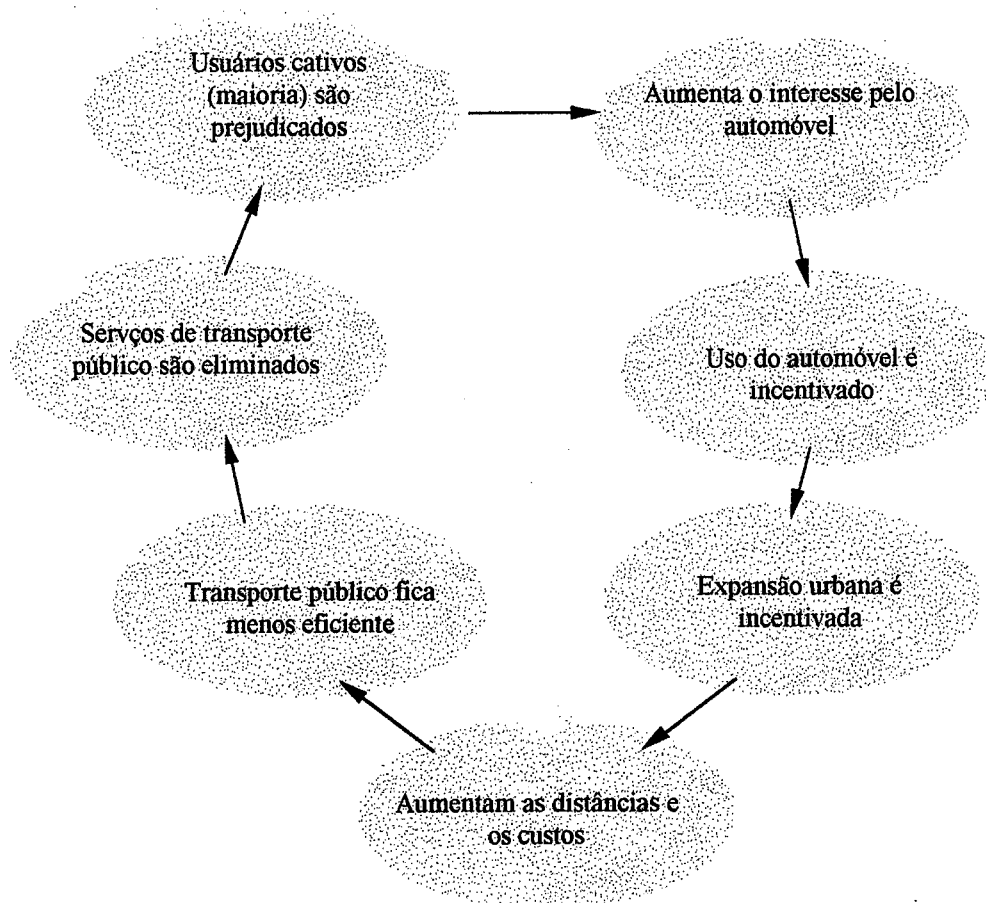 Usuários cativos
(maioria) são
prejudicados
Aumenta o interesse pelo
automóvel
Uso do automóvel é
incentivado
Expansão urbana é
incentivada
Aumentam as distâncias e
os custos
Transporte público fica
menos eficiente
Servços de transporte
público são eliminados